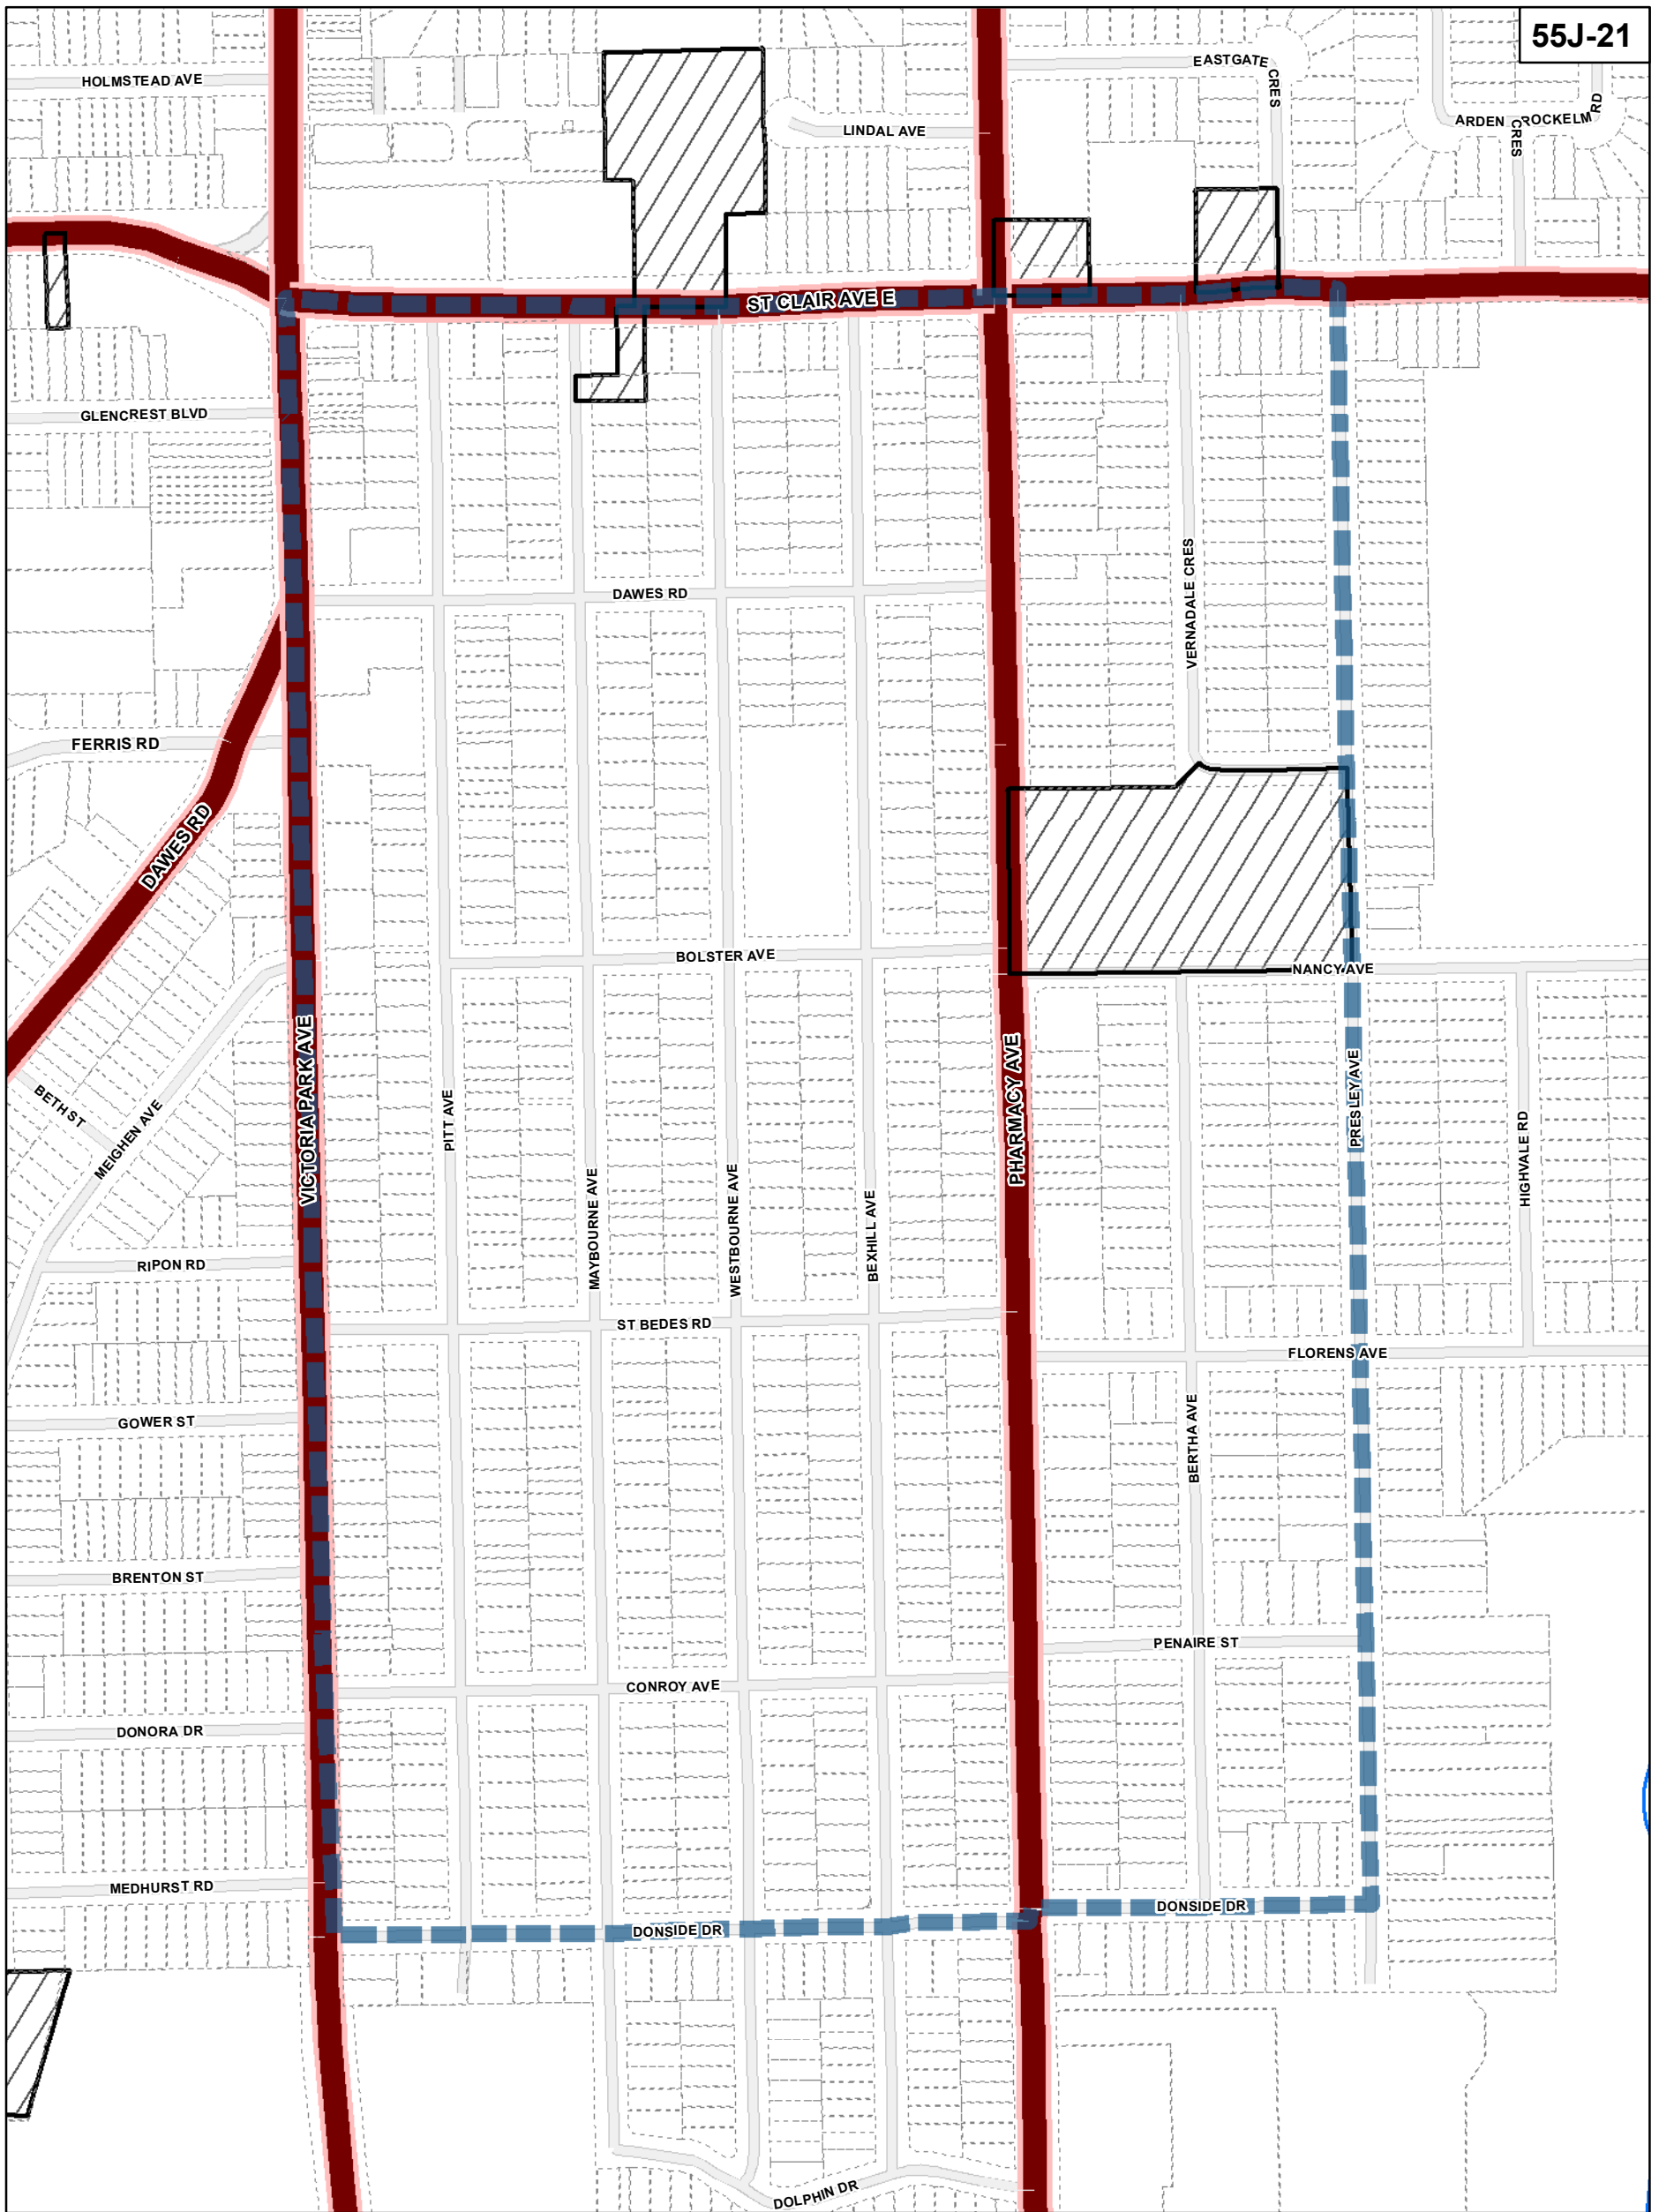 55J-21
EASTGATE
CRES
HOLMSTEAD AVE
ARDEN
CRES
ROCKELM RD
LINDAL AVE
ST CLAIR AVE E
GLENCREST BLVD
DAWES RD
VERNADALE CRES
FERRIS RD
DAWES RD
BOLSTER AVE
NANCY AVE
VICTORIA PARK AVE
PHARMACY AVE
PRESLEY AVE
BETH ST
MEIGHEN AVE
PITT AVE
MAYBOURNE AVE
WESTBOURNE AVE
BEXHILL AVE
HIGHVALE RD
RIPON RD
ST BEDES RD
FLORENS AVE
GOWER ST
BERTHA AVE
BRENTON ST
PENAIRE ST
CONROY AVE
DONORA DR
MEDHURST RD
DONSIDE DR
DONSIDE DR
DOLPHIN DR